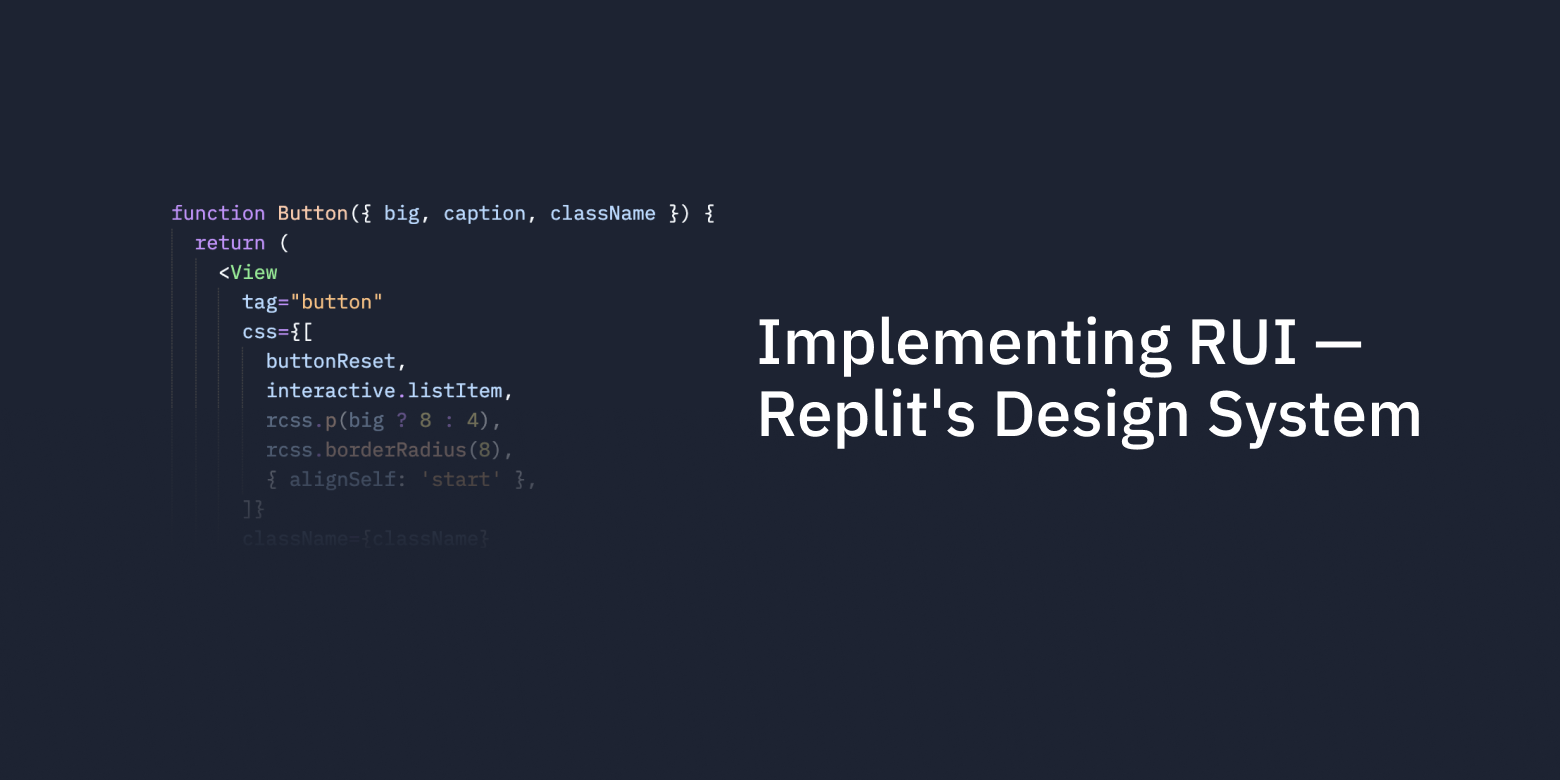 function Button({ big, caption, className }) {
return (
<View
tag="button"
css={[
buttonReset,
interactive.listItem,
rcss.p(big ? 8 : 4),
rcss.borderRadius(8),
{ alignSelf: 'start' },
]}
className={className}
Implementing RUI —
Replit's Design System